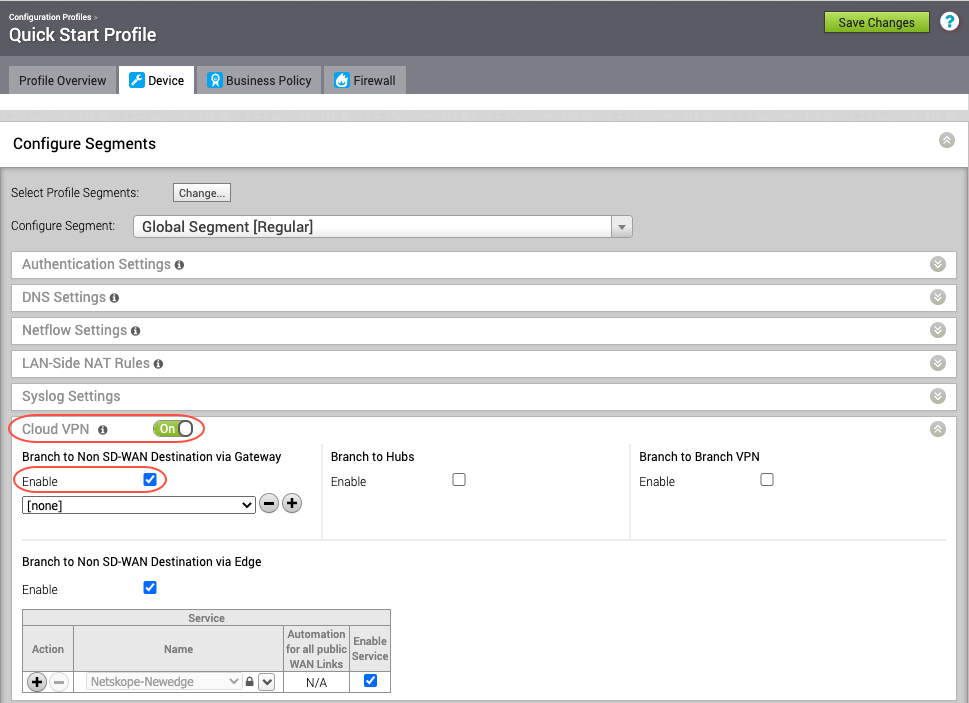 Configuration Profiles >
Quick Start Profile
Save Changes
?
Profile Overview
Device
Business Policy
Firewall
Configure Segments
Select Profile Segments:
Change...
Configure Segment:
Global Segment [Regular]
Authentication Settings
DNS Settings
Netflow Settings
LAN-Side NAT Rules
Syslog Settings
Cloud VPN
On
Branch to Non SD-WAN Destination via Gateway
Branch to Hubs
Branch to Branch VPN
Enable
Enable
Enable
[none]
Branch to Non SD-WAN Destination via Edge
Enable
Service
Action
Name
Automation
for all public
WAN Links
Enable
Service
Netskope-Newedge
N/A